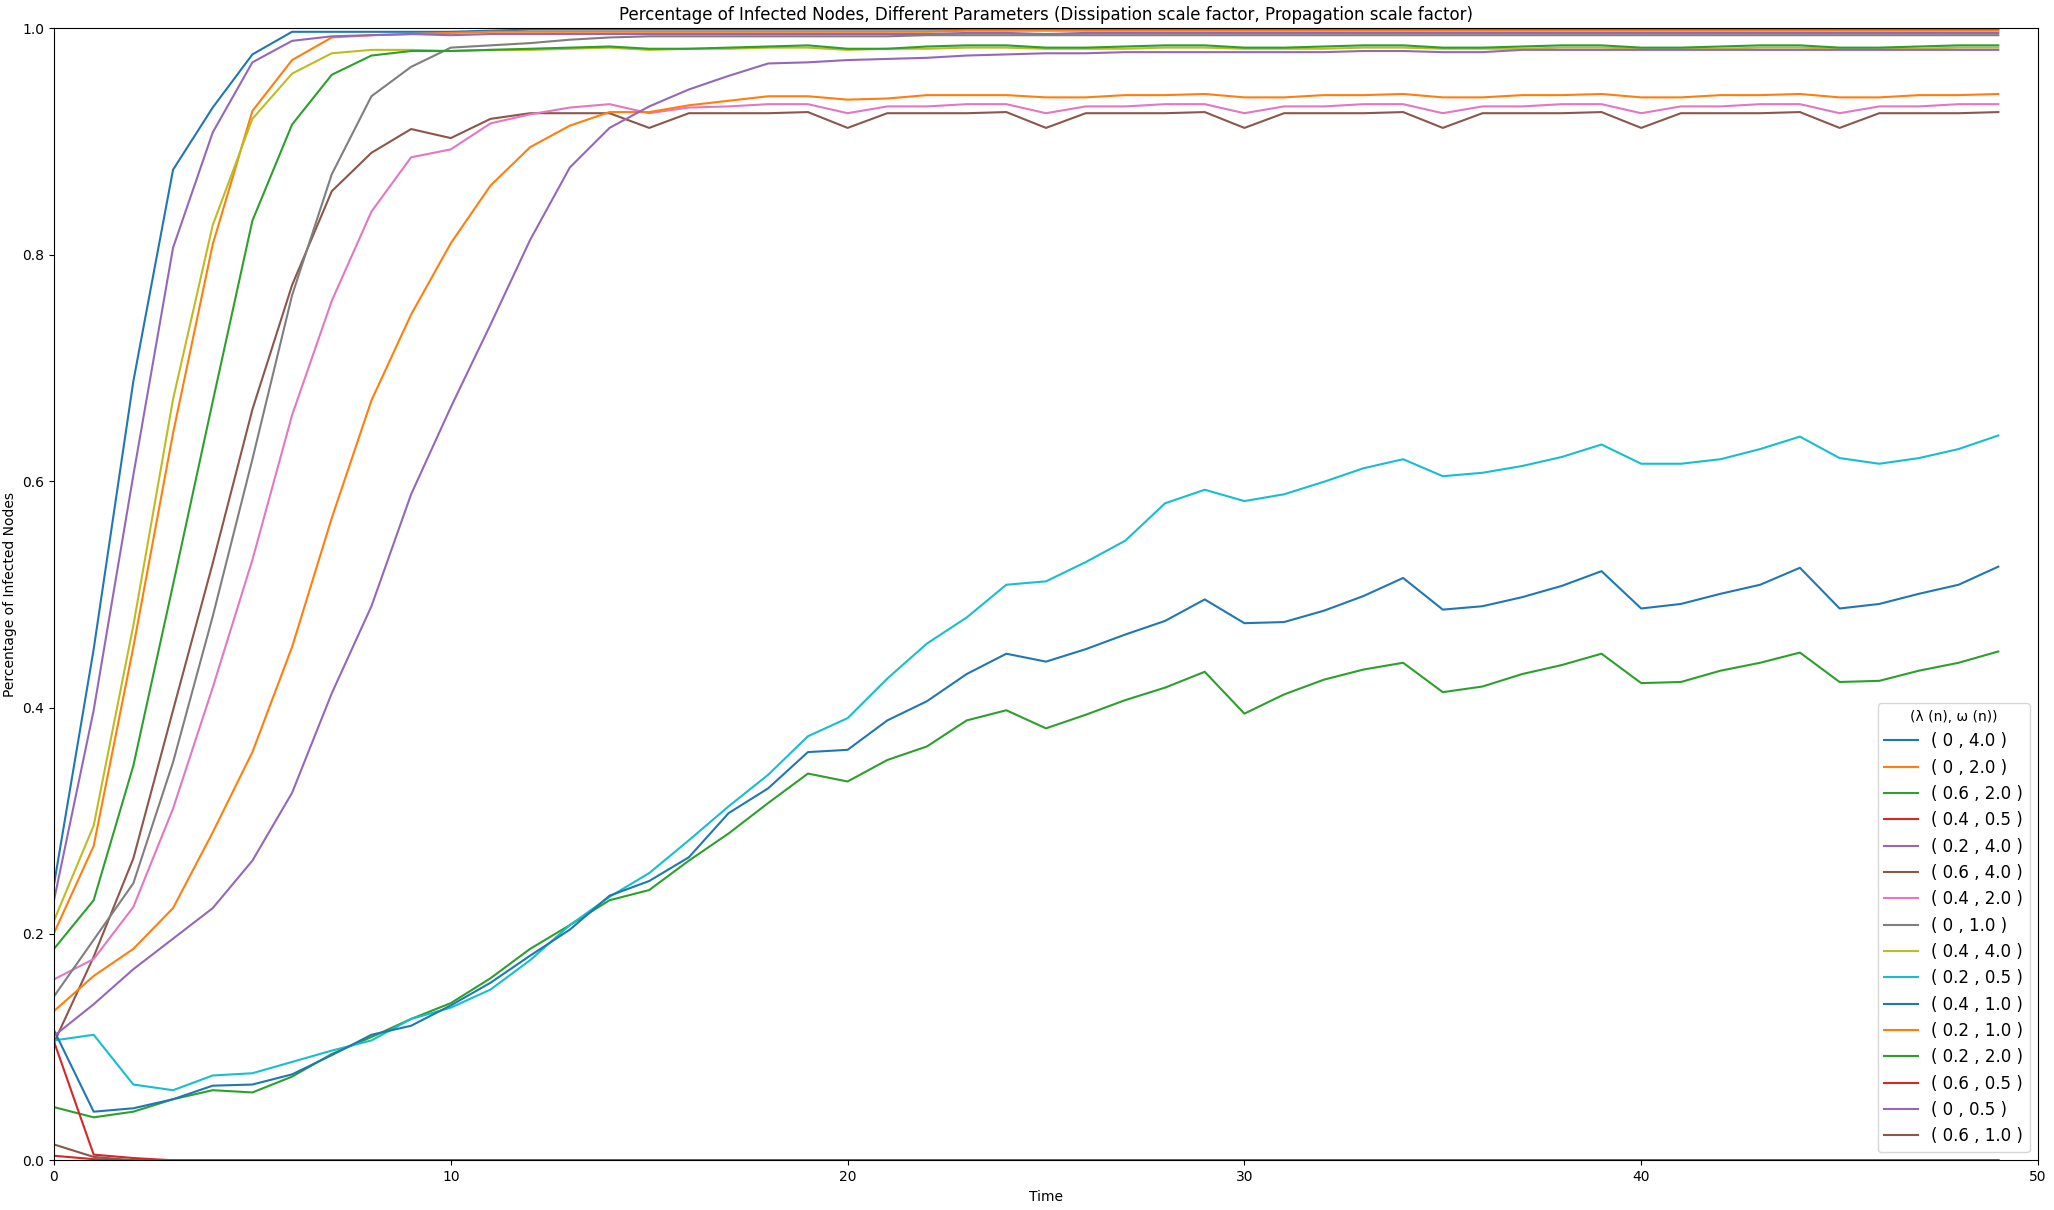 Percentage of Infected Nodes, Different Parameters (Dissipation scale factor, Propagation scale factor)
1.0
0.8
0.6
0.4
0.2
0.0
Percentage of Infected Nodes
0
10
20
30
40
50
Time
(λ (n), ω (n))
( 0 , 4.0 )
( 0 , 2.0 )
( 0.6 , 2.0 )
( 0.4 , 0.5 )
( 0.2 , 4.0 )
( 0.6 , 4.0 )
( 0.4 , 2.0 )
( 0 , 1.0 )
( 0.4 , 4.0 )
( 0.2 , 0.5 )
( 0.4 , 1.0 )
( 0.2 , 1.0 )
( 0.2 , 2.0 )
( 0.6 , 0.5 )
( 0 , 0.5 )
( 0.6 , 1.0 )